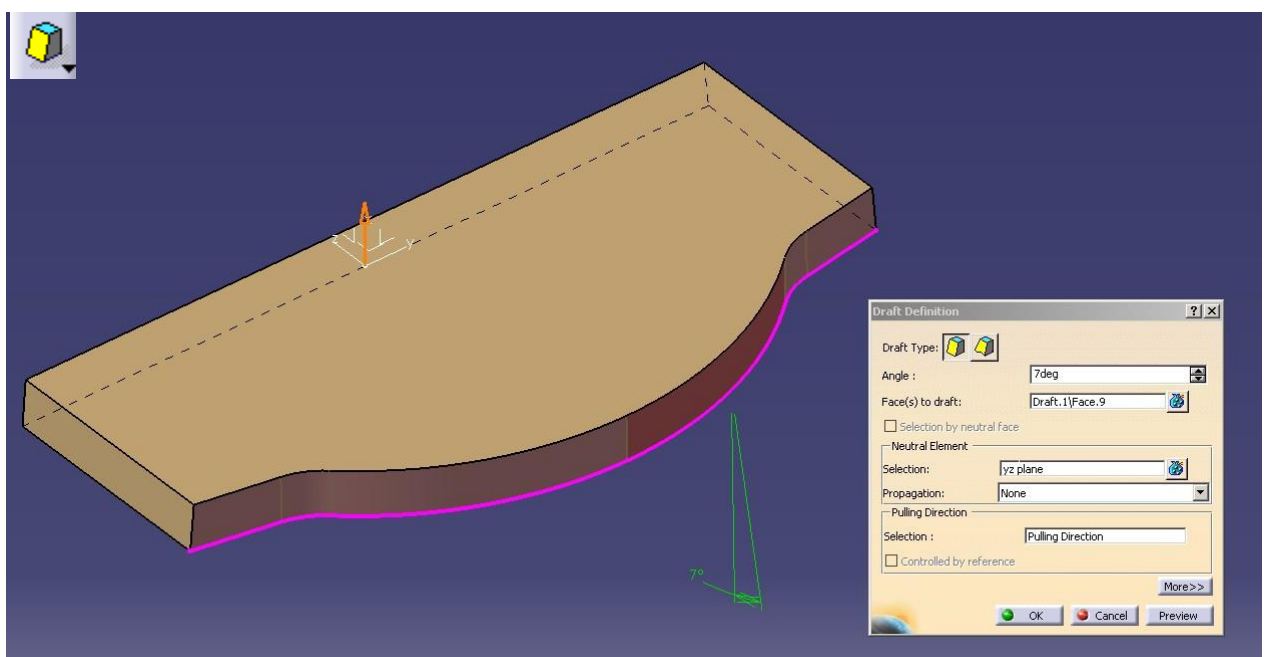 z
y
7°
Draft Definition
Draft Type:
Angle :
7deg
Face(s) to draft:
Draft.1\Face.9
Selection by neutral face
Neutral Element
Selection:
yz plane
Propagation:
None
Pulling Direction
Selection :
Pulling Direction
Controlled by reference
More>>
OK
Cancel
Preview